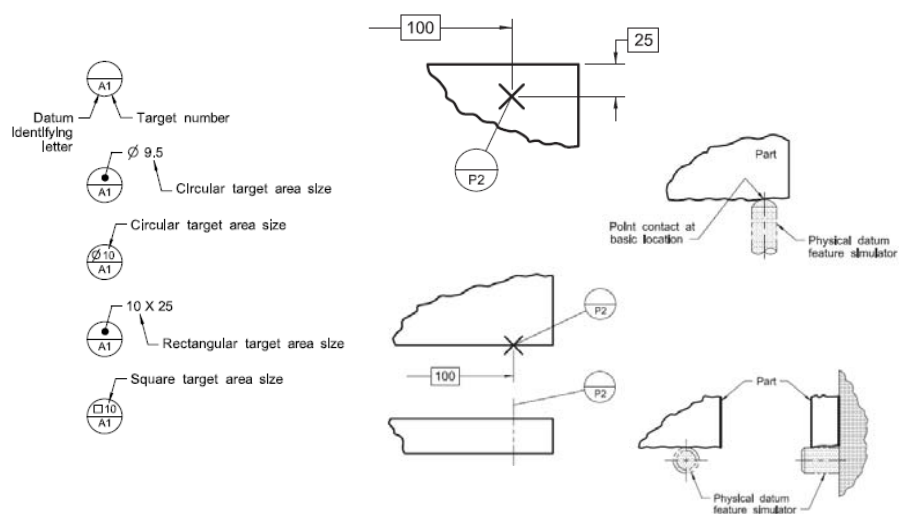 A1
Datum
Identifying
letter
Target number
Ø 9.5
A1
Circular target area size
Circular target area size
Ø 10
A1
10 X 25
A1
Rectangular target area size
Square target area size
□ 10
A1
100
25
P2
Part
Point contact at
basic location
Physical datum
feature simulator
P2
100
P2
Part
Physical datum
feature simulator